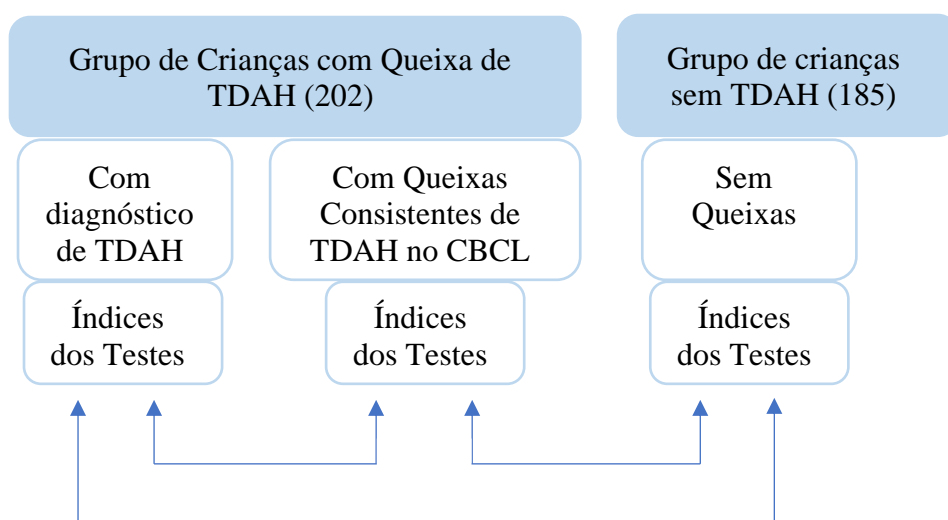 Grupo de Crianças com Queixa de
TDAH (202)
Grupo de crianças
sem TDAH (185)
Com
diagnóstico
de TDAH
Com Queixas
Consistentes de
TDAH no CBCL
Sem
Queixas
Índices
dos Testes
Índices
dos Testes
Índices
dos Testes